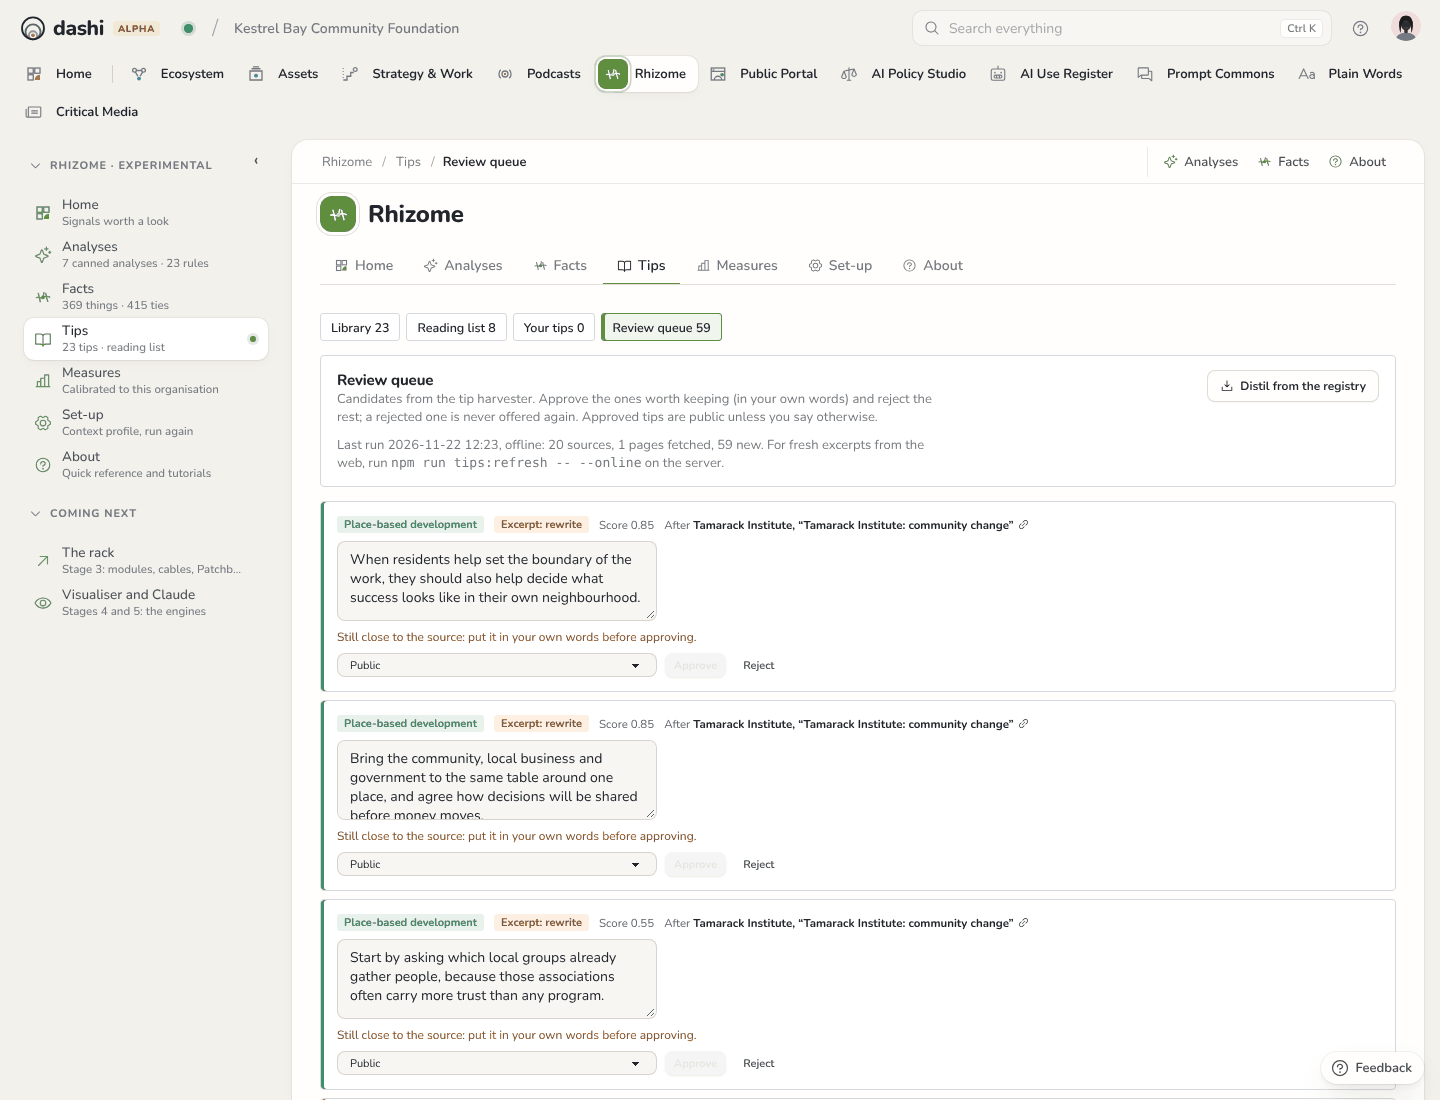 dashi ALPHA / Kestrel Bay Community Foundation
Search everything Ctrl K
Home Ecosystem Assets Strategy & Work Podcasts Rhizome Public Portal AI Policy Studio AI Use Register Prompt Commons Aa Plain Words
Critical Media
RHIZOME · EXPERIMENTAL
Home
Signals worth a look
Analyses
7 canned analyses · 23 rules
Facts
369 things · 415 ties
Tips
23 tips · reading list
Measures
Calibrated to this organisation
Set-up
Context profile, run again
About
Quick reference and tutorials
COMING NEXT
The rack
Stage 3: modules, cables, Patchb...
Visualiser and Claude
Stages 4 and 5: the engines
Rhizome / Tips / Review queue
Analyses Facts About
Rhizome
Home Analyses Facts Tips Measures Set-up About
Library 23 Reading list 8 Your tips 0 Review queue 59
Review queue
Candidates from the tip harvester. Approve the ones worth keeping (in your own words) and reject the
rest; a rejected one is never offered again. Approved tips are public unless you say otherwise.
Distil from the registry
Last run 2026-11-22 12:23, offline: 20 sources, 1 pages fetched, 59 new. For fresh excerpts from the
web, run npm run tips:refresh -- --online on the server.
Place-based development Excerpt: rewrite Score 0.85 After Tamarack Institute, “Tamarack Institute: community change”
When residents help set the boundary of the
work, they should also help decide what
success looks like in their own neighbourhood.
Still close to the source: put it in your own words before approving.
Public Approve Reject
Place-based development Excerpt: rewrite Score 0.85 After Tamarack Institute, “Tamarack Institute: community change”
Bring the community, local business and
government to the same table around one
place, and agree how decisions will be shared
before money moves.
Still close to the source: put it in your own words before approving.
Public Approve Reject
Place-based development Excerpt: rewrite Score 0.55 After Tamarack Institute, “Tamarack Institute: community change”
Start by asking which local groups already
gather people, because those associations
often carry more trust than any program.
Still close to the source: put it in your own words before approving.
Public Approve Reject
Feedback